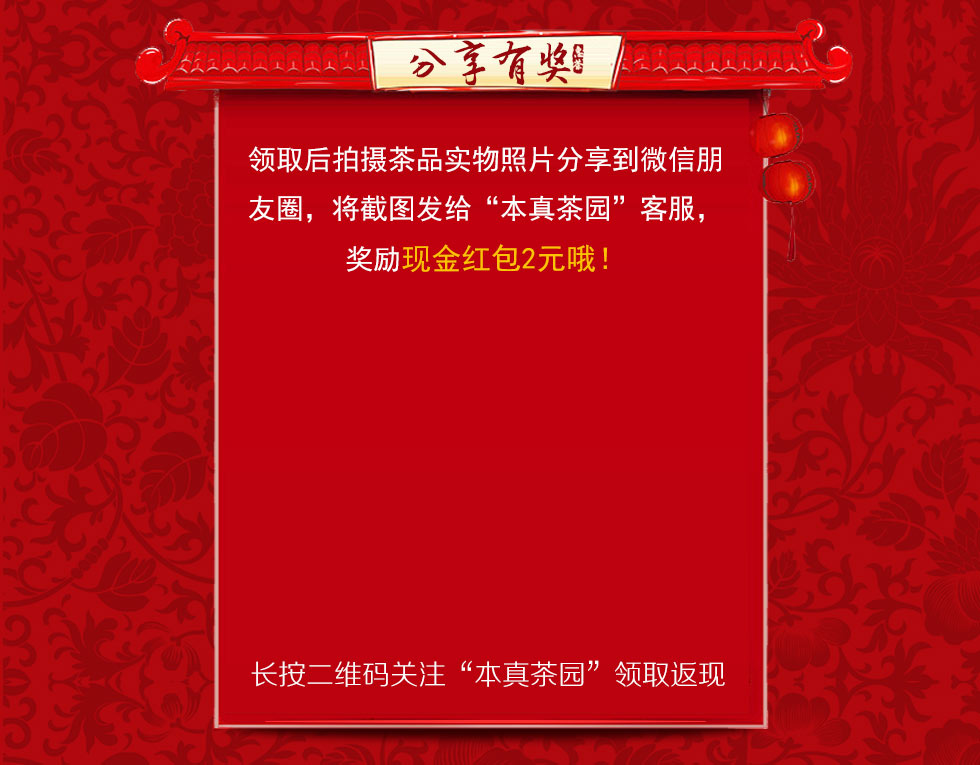 分享有奖
领取后拍摄茶品实物照片分享到微信朋
友圈，将截图发给“本真茶园”客服，
奖励现金红包2元哦！
长按二维码关注“本真茶园”领取返现